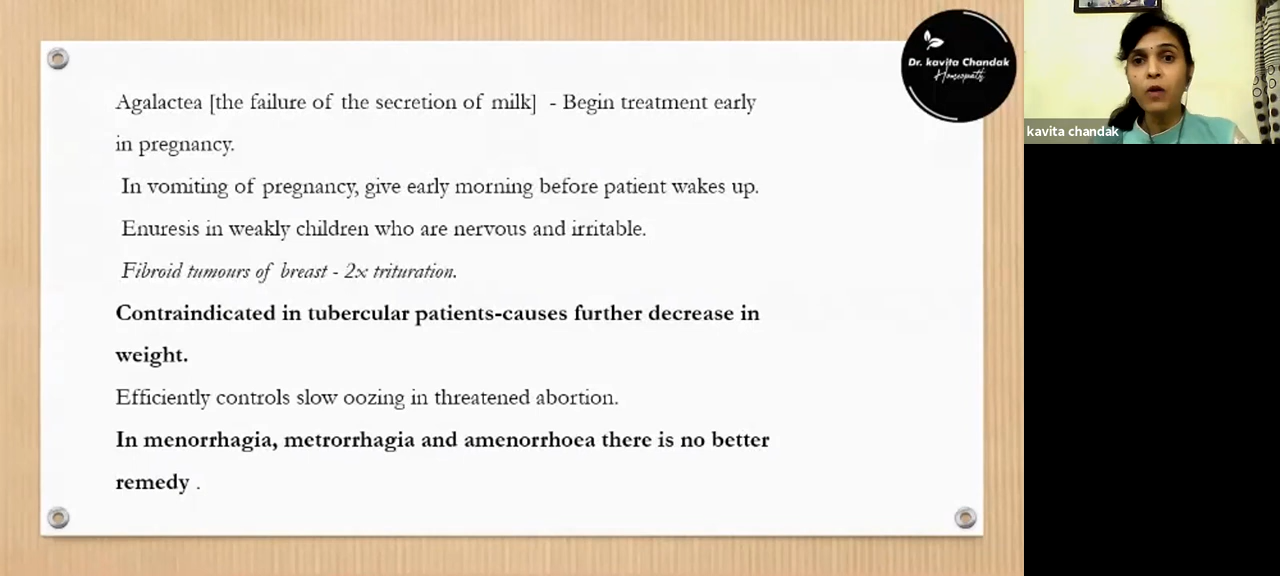 Agalactea [the failure of the secretion of milk]  - Begin treatment early
in pregnancy.
In vomiting of pregnancy, give early morning before patient wakes up.
Enuresis in weakly children who are nervous and irritable.
Fibroid tumours of breast - 2x trituration.
Contraindicated in tubercular patients-causes further decrease in
weight.
Efficiently controls slow oozing in threatened abortion.
In menorrhagia, metrorrhagia and amenorrhoea there is no better
remedy .
Dr. kavita Chandak
Homeopath
kavita chandak